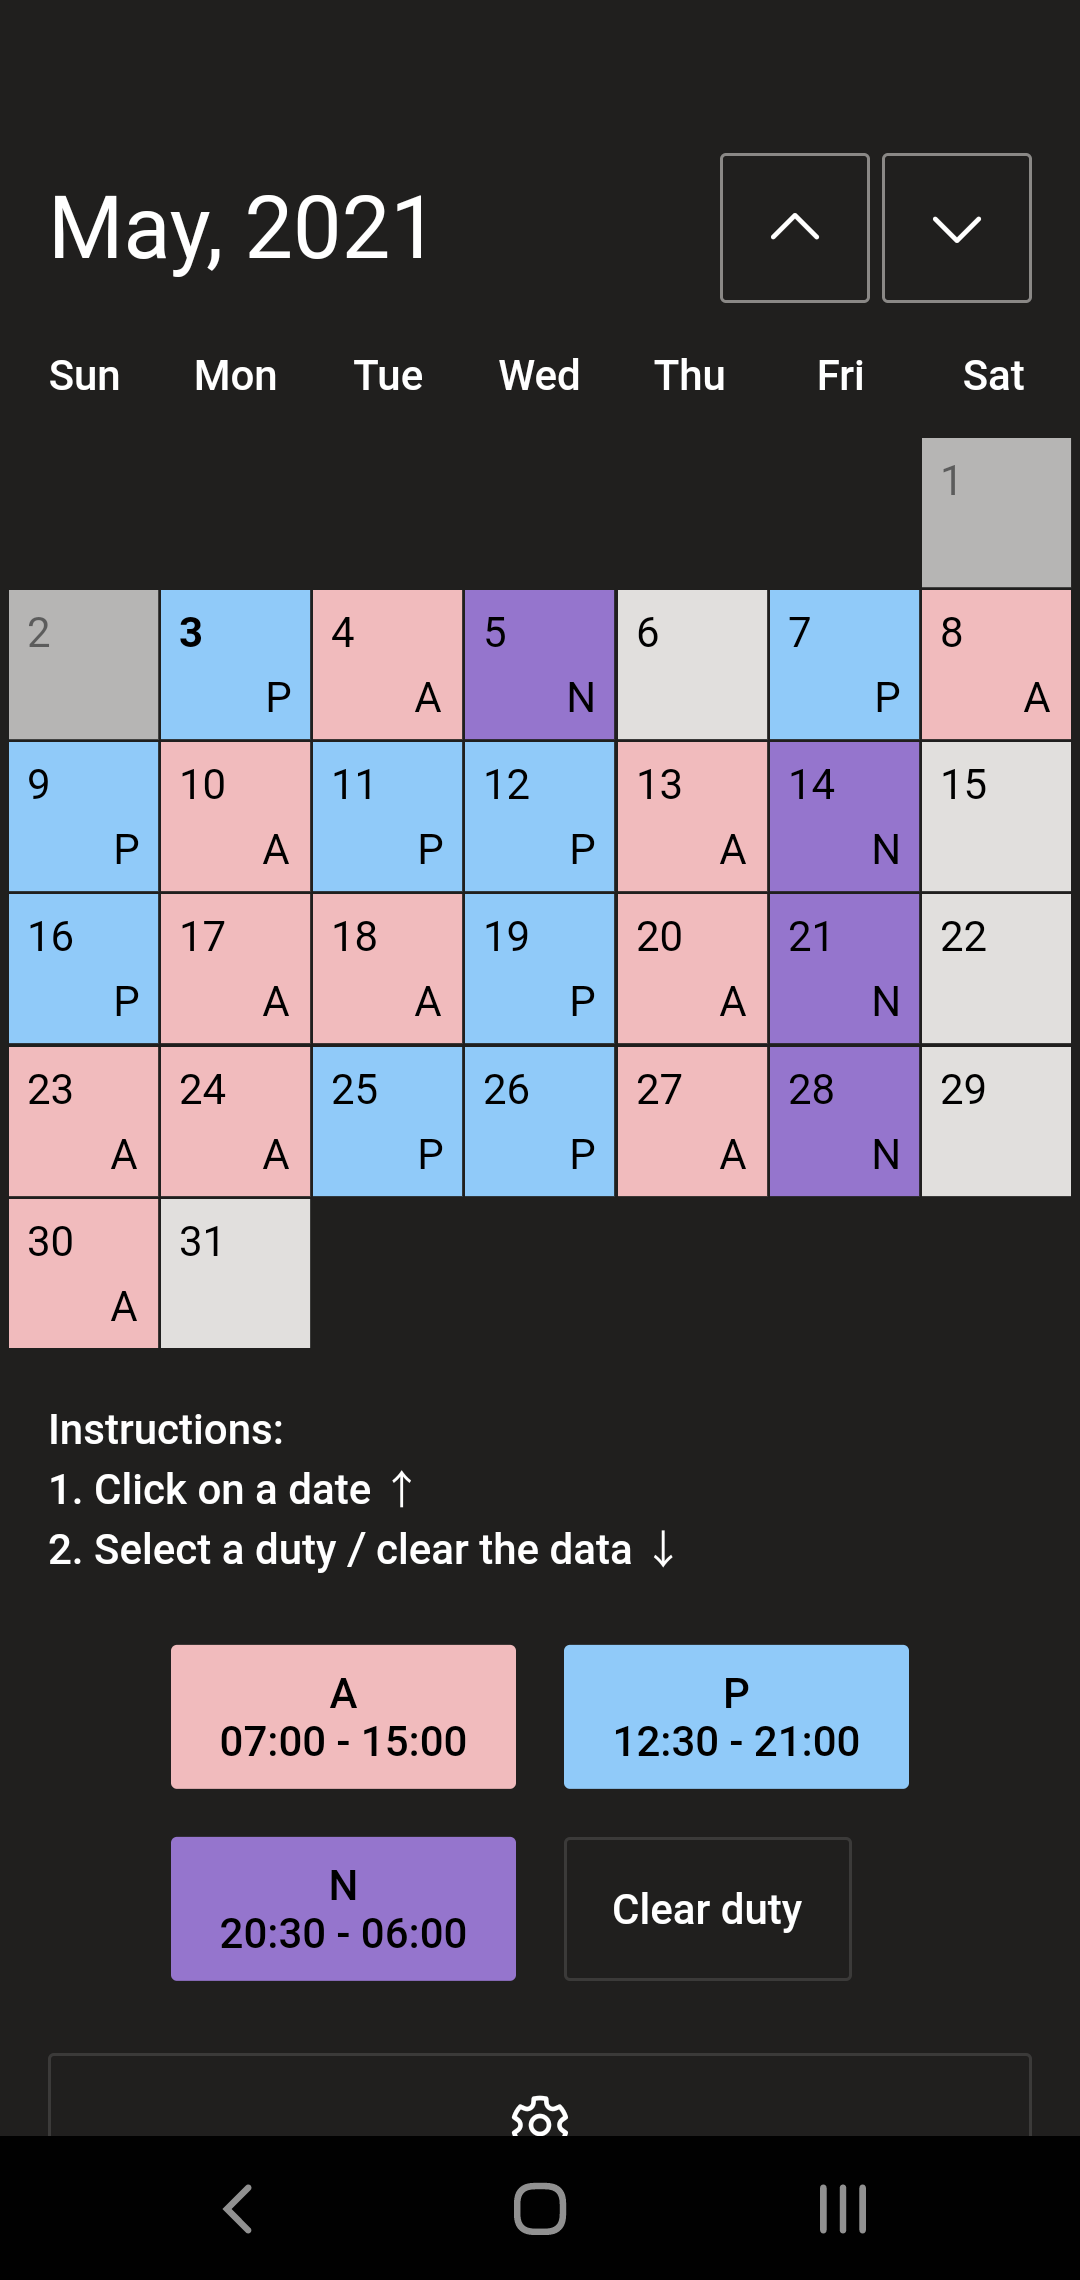 May, 2021
Sun Mon Tue Wed Thu Fri Sat
1
2 3 4 5 6 7 8
P A N P A
9 10 11 12 13 14 15
P A P P A N
16 17 18 19 20 21 22
P A A P A N
23 24 25 26 27 28 29
A A P P A N
30 31
A
Instructions:
1. Click on a date ↑
2. Select a duty / clear the data ↓
A P
07:00 - 15:00 12:30 - 21:00
N
20:30 - 06:00 Clear duty